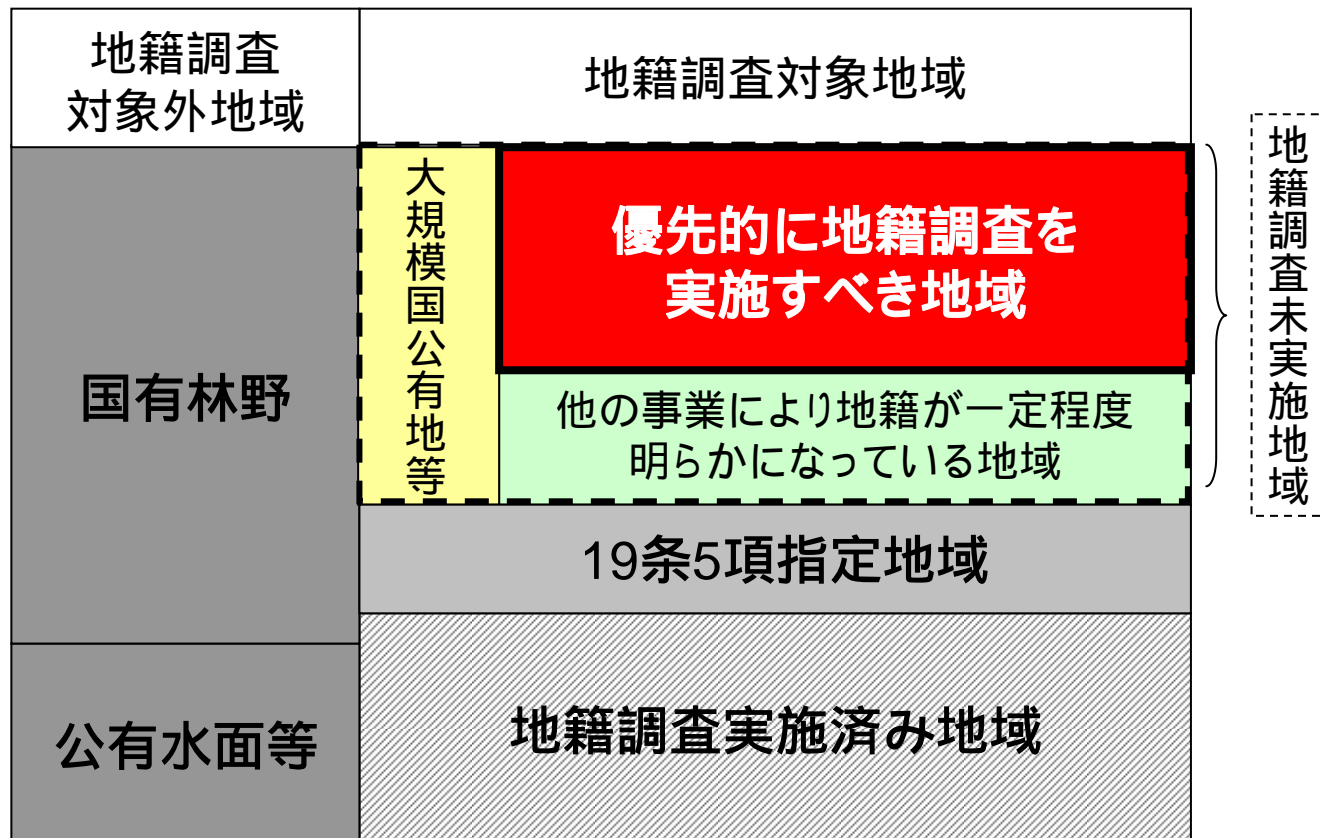 地籍調査
対象外地域
地籍調査対象地域
国有林野
公有水面等
大規模国公有地等
優先的に地籍調査を
実施すべき地域
他の事業により地籍が一定程度
明らかになっている地域
19条5項指定地域
地籍調査実施済み地域
地籍調査未実施地域